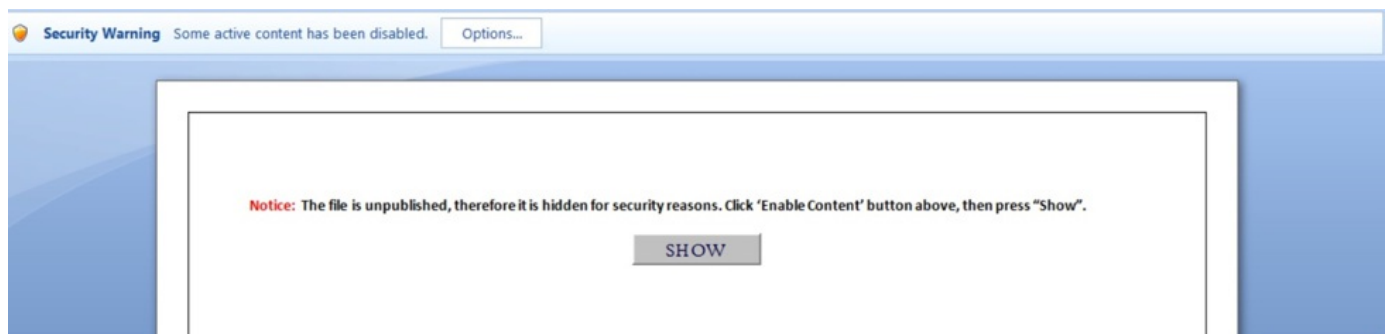 Security Warning Some active content has been disabled. Options...
Notice: The file is unpublished, therefore it is hidden for security reasons. Click ‘Enable Content’ button above, then press “Show”.
SHOW